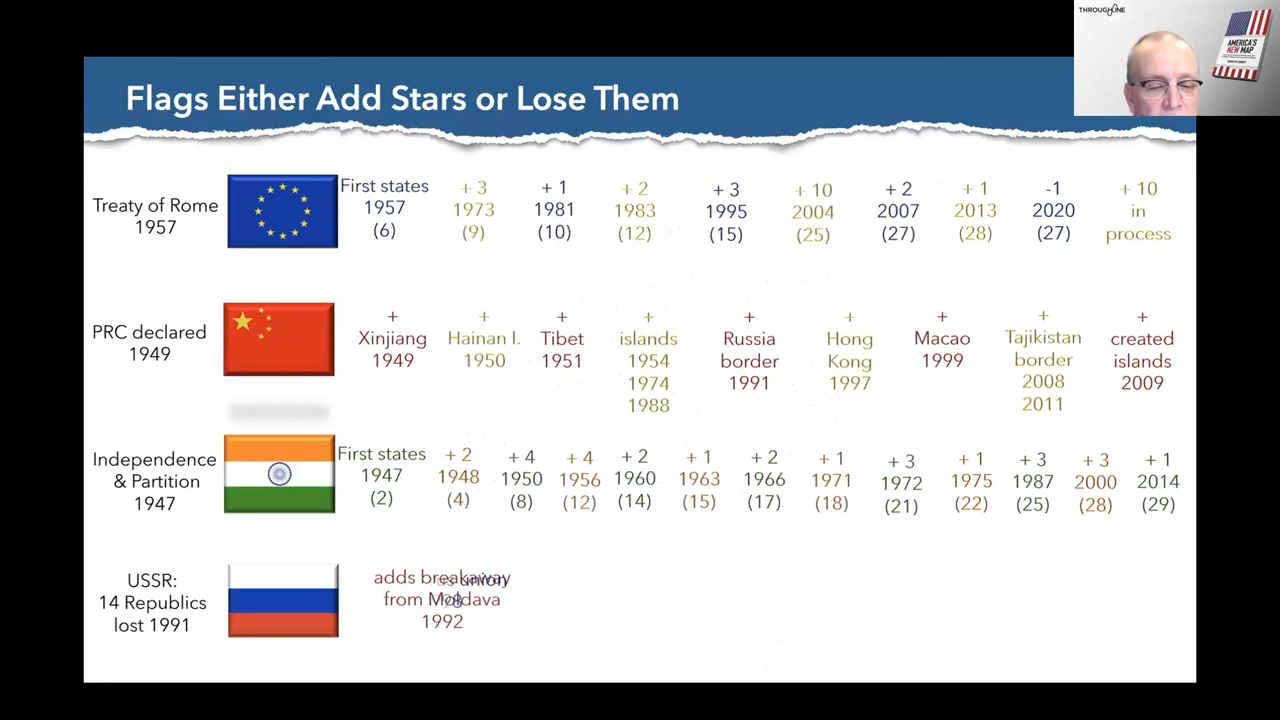 THROUGHLINE
AMERICA'S
NEW MAP
Flags Either Add Stars or Lose Them
Treaty of Rome
1957
First states
1957
(6)
+ 3
1973
(9)
+ 1
1981
(10)
+ 2
1983
(12)
+ 3
1995
(15)
+ 10
2004
(25)
+ 2
2007
(27)
+ 1
2013
(28)
-1
2020
(27)
+ 10
in
process
PRC declared
1949
+
Xinjiang
1949
+
Hainan I.
1950
+
Tibet
1951
+
islands
1954
1974
1988
+
Russia
border
1991
+
Hong
Kong
1997
+
Macao
1999
+
Tajikistan
border
2008
2011
+
created
islands
2009
Independence
& Partition
1947
First states
1947
(2)
+ 2
1948
(4)
+ 4
1950
(8)
+ 4
1956
(12)
+ 2
1960
(14)
+ 1
1963
(15)
+ 2
1966
(17)
+ 1
1971
(18)
+ 3
1972
(21)
+ 1
1975
(22)
+ 3
1987
(25)
+ 3
2000
(28)
+ 1
2014
(29)
USSR:
14 Republics
lost 1991
adds breakaway
from Moldava
1992
union